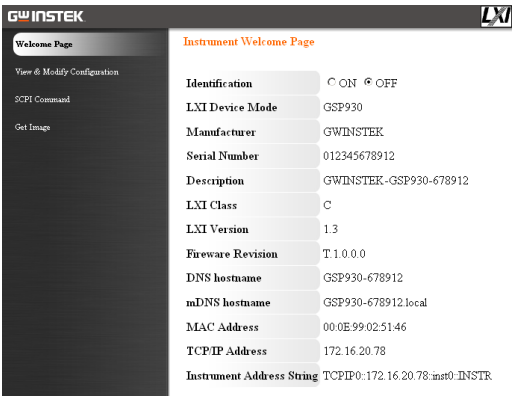 GWINSTEK
LXI
Welcome Page
View & Modify Configuration
SCPI Command
Get Image
Instrument Welcome Page
Identification ON OFF
LXI Device Mode GSP930
Manufacturer GWINSTEK
Serial Number 012345678912
Description GWINSTEK-GSP930-678912
LXI Class C
LXI Version 1.3
Fireware Revision T.1.0.0.0
DNS hostname GSP930-678912
mDNS hostname GSP930-678912.local
MAC Address 00:0E:99:02:51:46
TCP/IP Address 172.16.20.78
Instrument Address String TCPIP0::172.16.20.78::inst0::INSTR